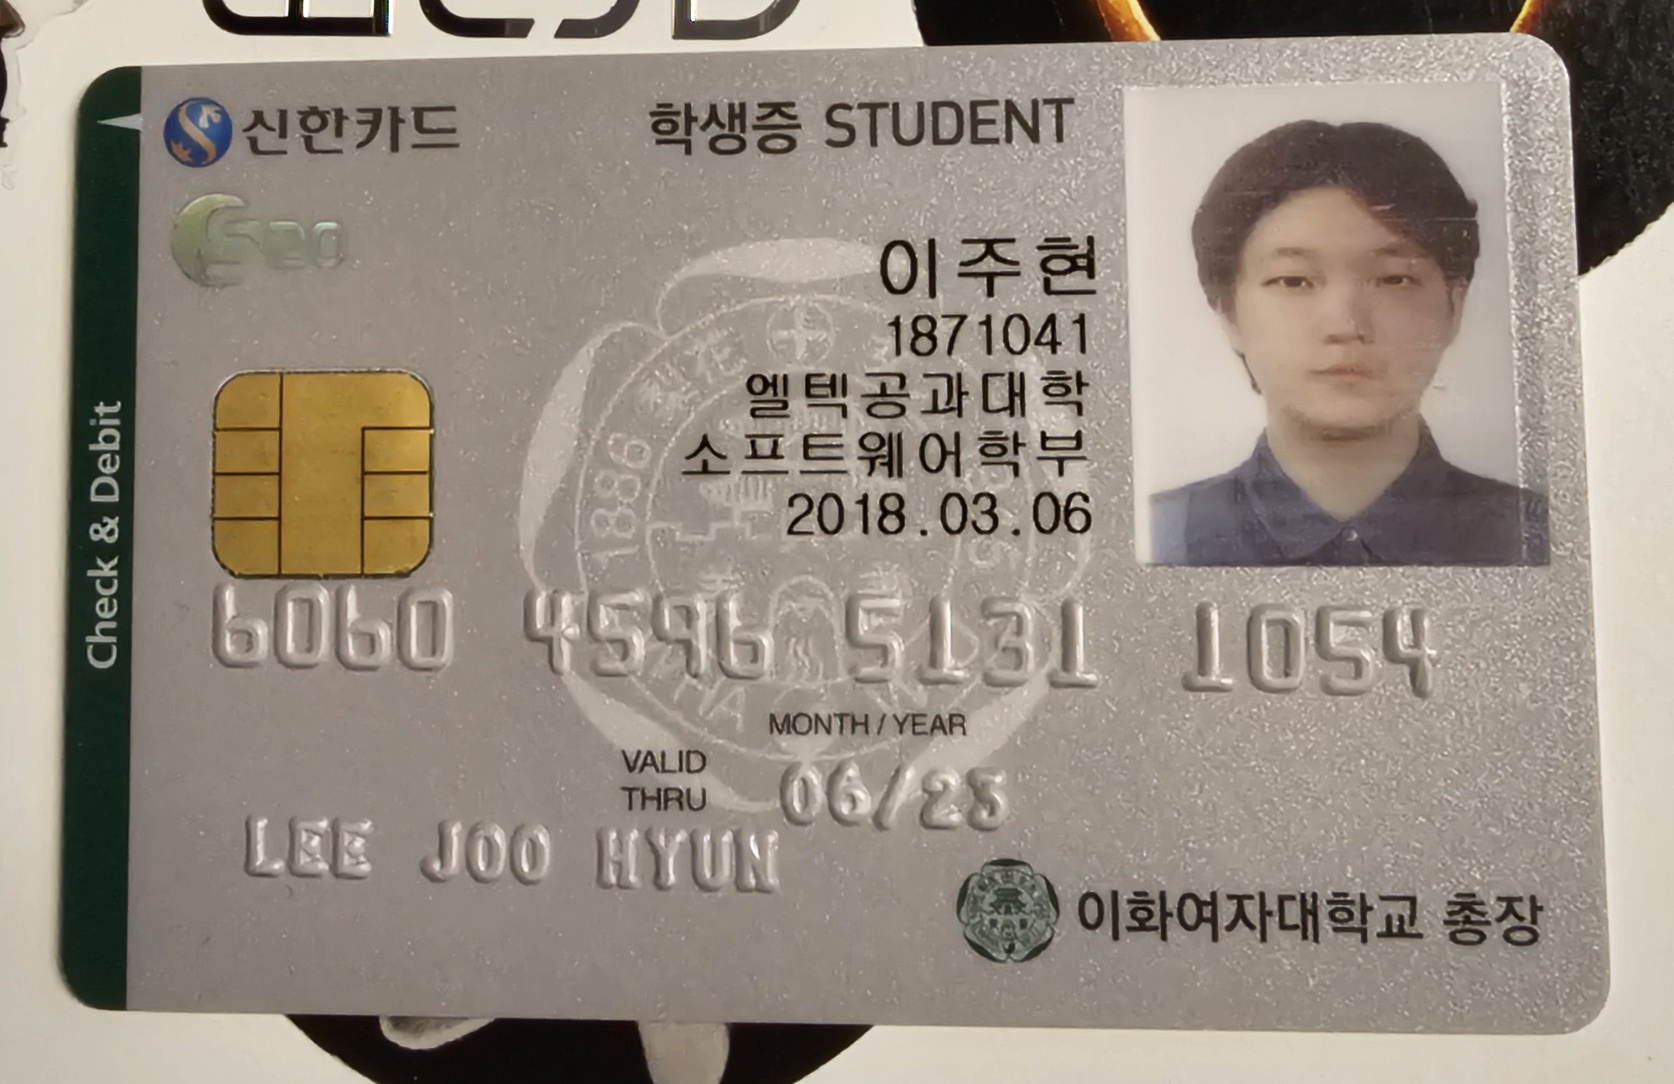 신한카드
학생증 STUDENT
이주현
1871041
엘텍공과대학
소프트웨어학부
2018.03.06
Check & Debit
1886
6060 4596 5131 1054
MONTH / YEAR
VALID
THRU
06/25
LEE JOO HYUN
이화여자대학교 총장